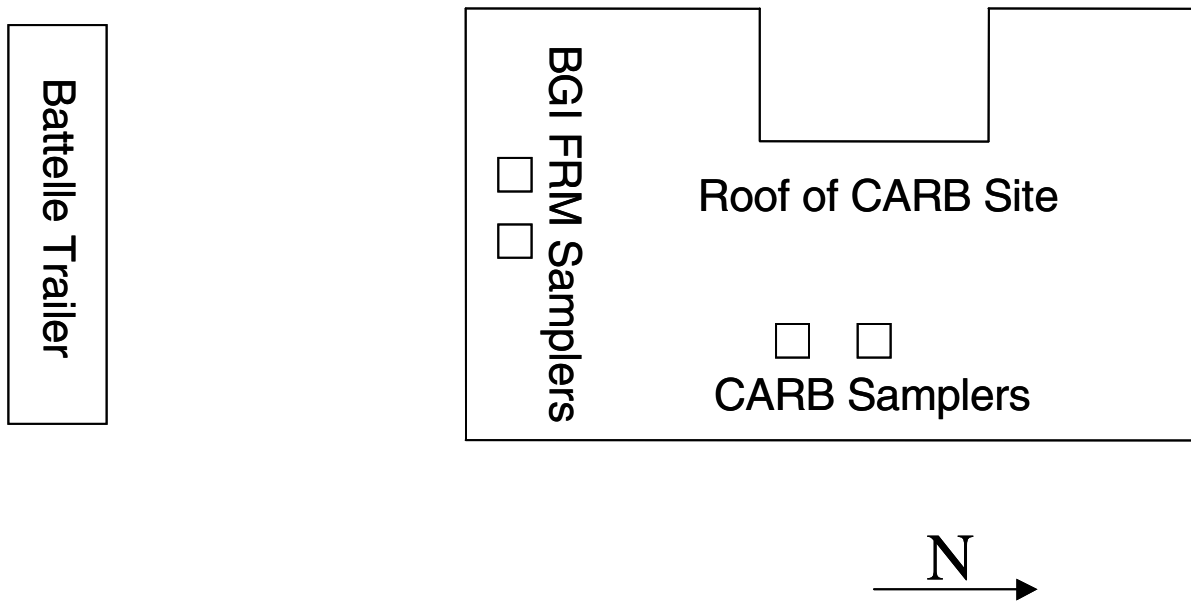 Battelle Trailer
BGI FRM Samplers
Roof of CARB Site
CARB Samplers
N